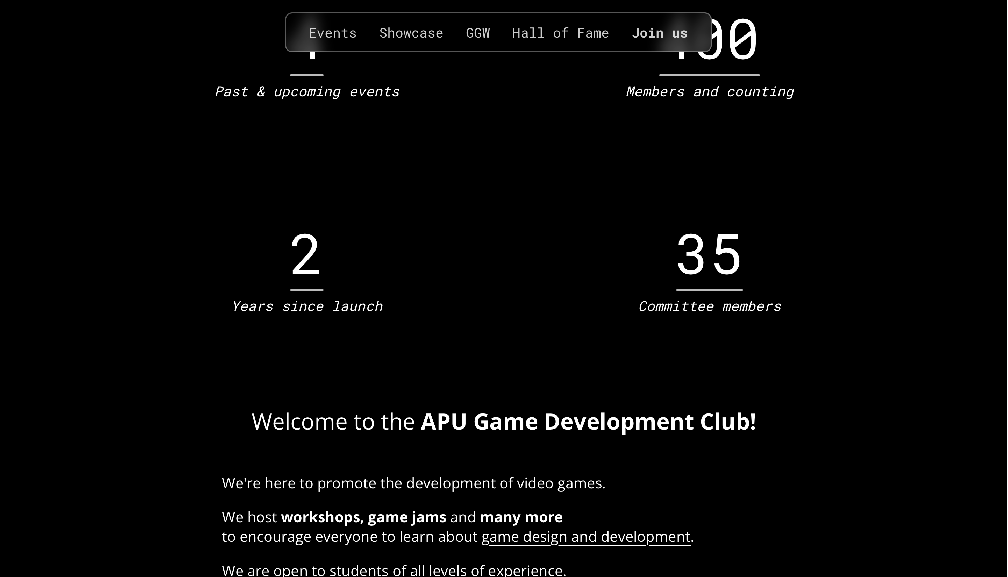 Events Showcase GGW Hall of Fame Join us
Past & upcoming events
Members and counting
2
35
Years since launch
Committee members
Welcome to the APU Game Development Club!
We're here to promote the development of video games.
We host workshops, game jams and many more
to encourage everyone to learn about game design and development.
We are open to students of all levels of experience.